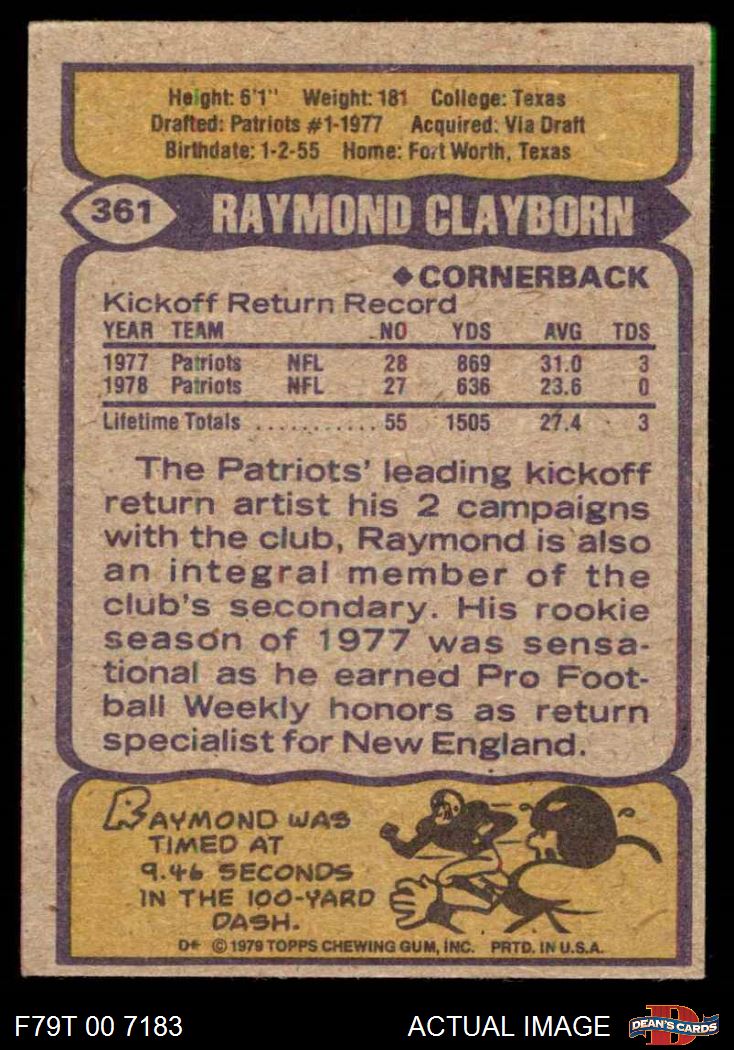 Height: 6'1" Weight: 181 College: Texas
Drafted: Patriots #1-1977 Acquired: Via Draft
Birthdate: 1-2-55 Home: Fort Worth, Texas
361 RAYMOND CLAYBORN
◆ CORNERBACK
Kickoff Return Record
YEAR TEAM NO YDS AVG TDS
1977 Patriots NFL 28 869 31.0 3
1978 Patriots NFL 27 636 23.6 0
Lifetime Totals ........... 55 1505 27.4 3
The Patriots' leading kickoff
return artist his 2 campaigns
with the club, Raymond is also
an integral member of the
club's secondary. His rookie
season of 1977 was sensa-
tional as he earned Pro Foot-
ball Weekly honors as return
specialist for New England.
RAYMOND WAS
TIMED AT
9.46 SECONDS
IN THE 100-YARD
DASH.
D* © 1979 TOPPS CHEWING GUM, INC. PRTD. IN U.S.A.
F79T 00 7183 ACTUAL IMAGE D DEAN'S CARDS